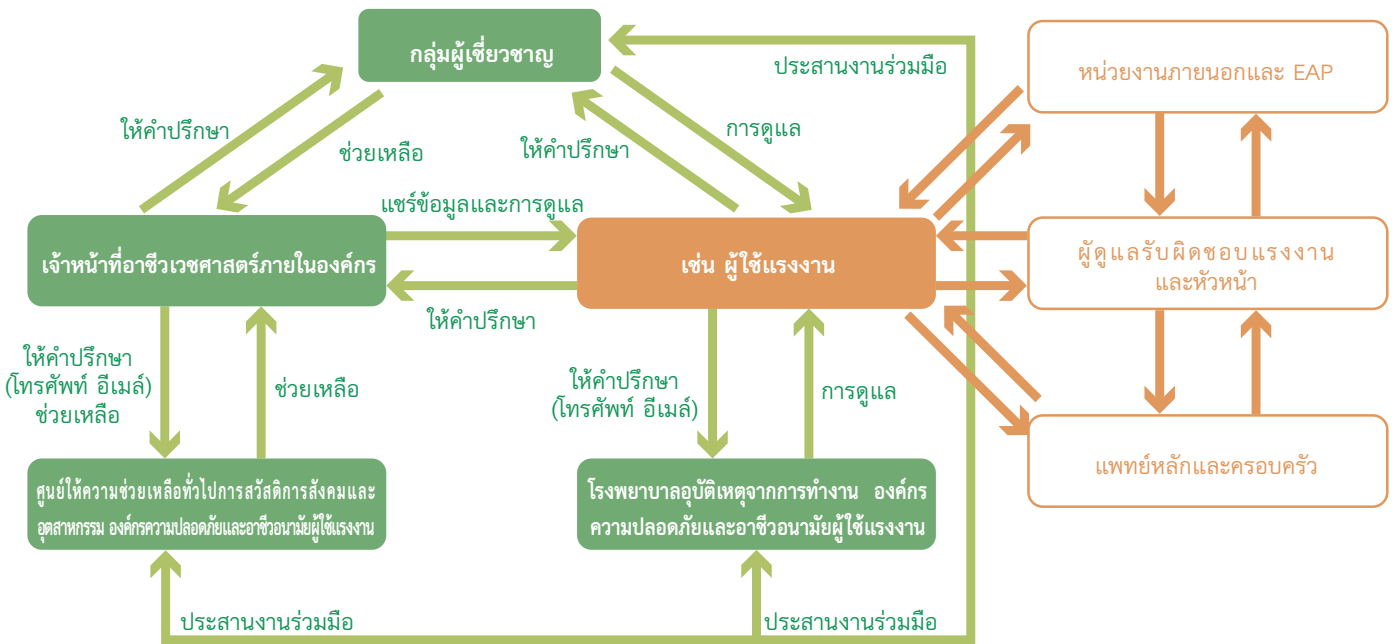 กลุ่มผู้เชี่ยวชาญ
ประสานงานร่วมมือ
หน่วยงานภายนอกและ EAP
ให้คำปรึกษา
ช่วยเหลือ
ให้คำปรึกษา
การดูแล
แชร์ข้อมูลและการดูแล
เจ้าหน้าที่อาชีวเวชศาสตร์ภายในองค์กร
เช่น ผู้ใช้แรงงาน
ผู้ดูแลรับผิดชอบแรงงาน
และหัวหน้า
ให้คำปรึกษา
ให้คำปรึกษา
(โทรศัพท์ อีเมล์)
ช่วยเหลือ
ช่วยเหลือ
ให้คำปรึกษา
(โทรศัพท์ อีเมล์)
การดูแล
แพทย์หลักและครอบครัว
ศูนย์ให้ความช่วยเหลือทั่วไปการสวัสดิการสังคมและ
อุตสาหกรรม องค์กรความปลอดภัยและอาชีวอนามัยผู้ใช้แรงงาน
โรงพยาบาลอุบัติเหตุจากการทำงาน องค์กร
ความปลอดภัยและอาชีวอนามัยผู้ใช้แรงงาน
ประสานงานร่วมมือ
ประสานงานร่วมมือ